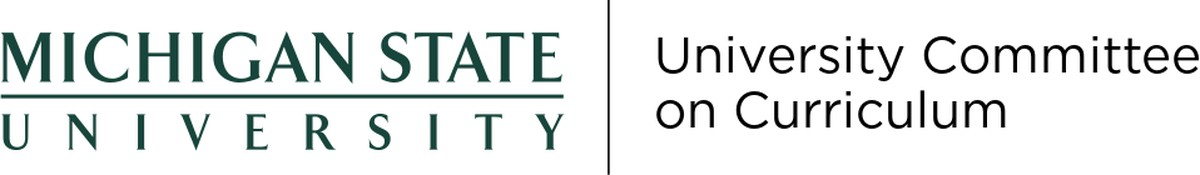 MICHIGAN STATE
UNIVERSITY
University Committee
on Curriculum